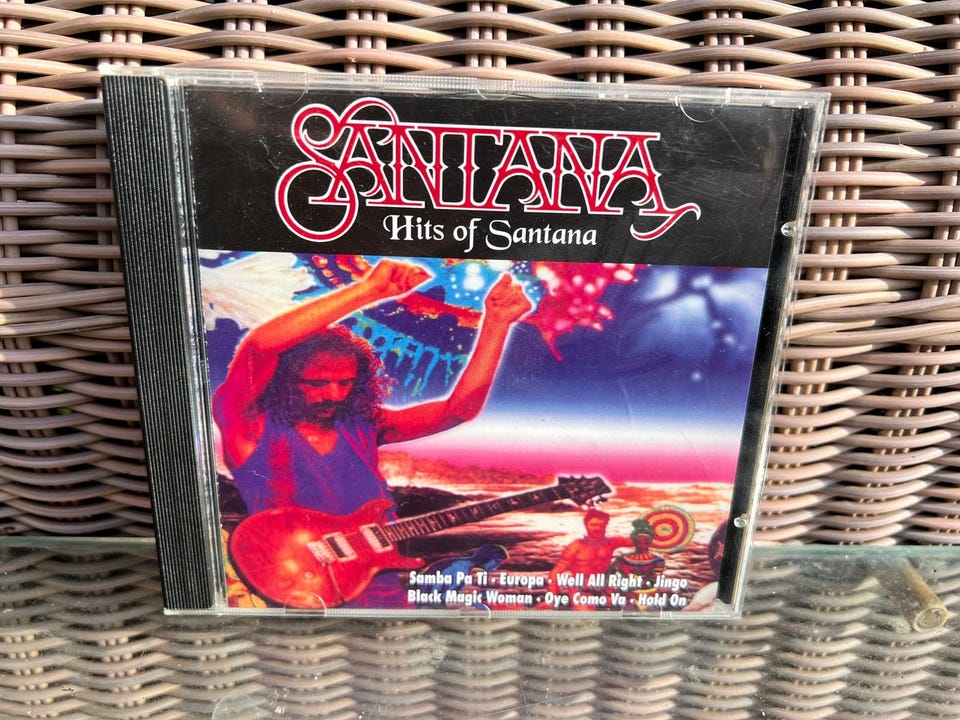 SANTANA
Hits of Santana
Samba Pa Ti • Europa • Well All Right • Jingo
Black Magic Woman • Oye Como Va • Hold On